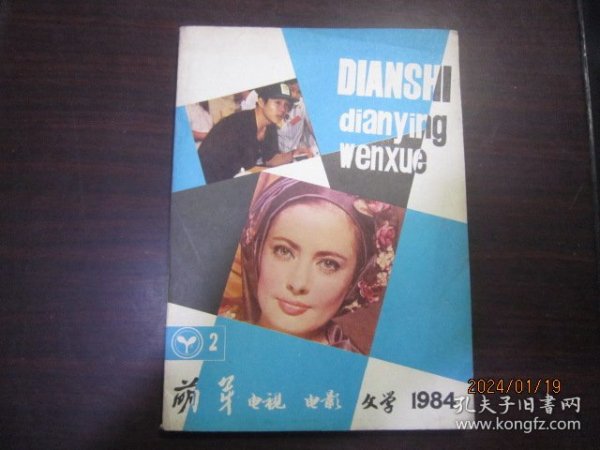 DIANSHI
dianying
wenxue
2
萌芽 电视 电影 文学 1984
2024/01/19
孔夫子旧书网
www.kongfz.com